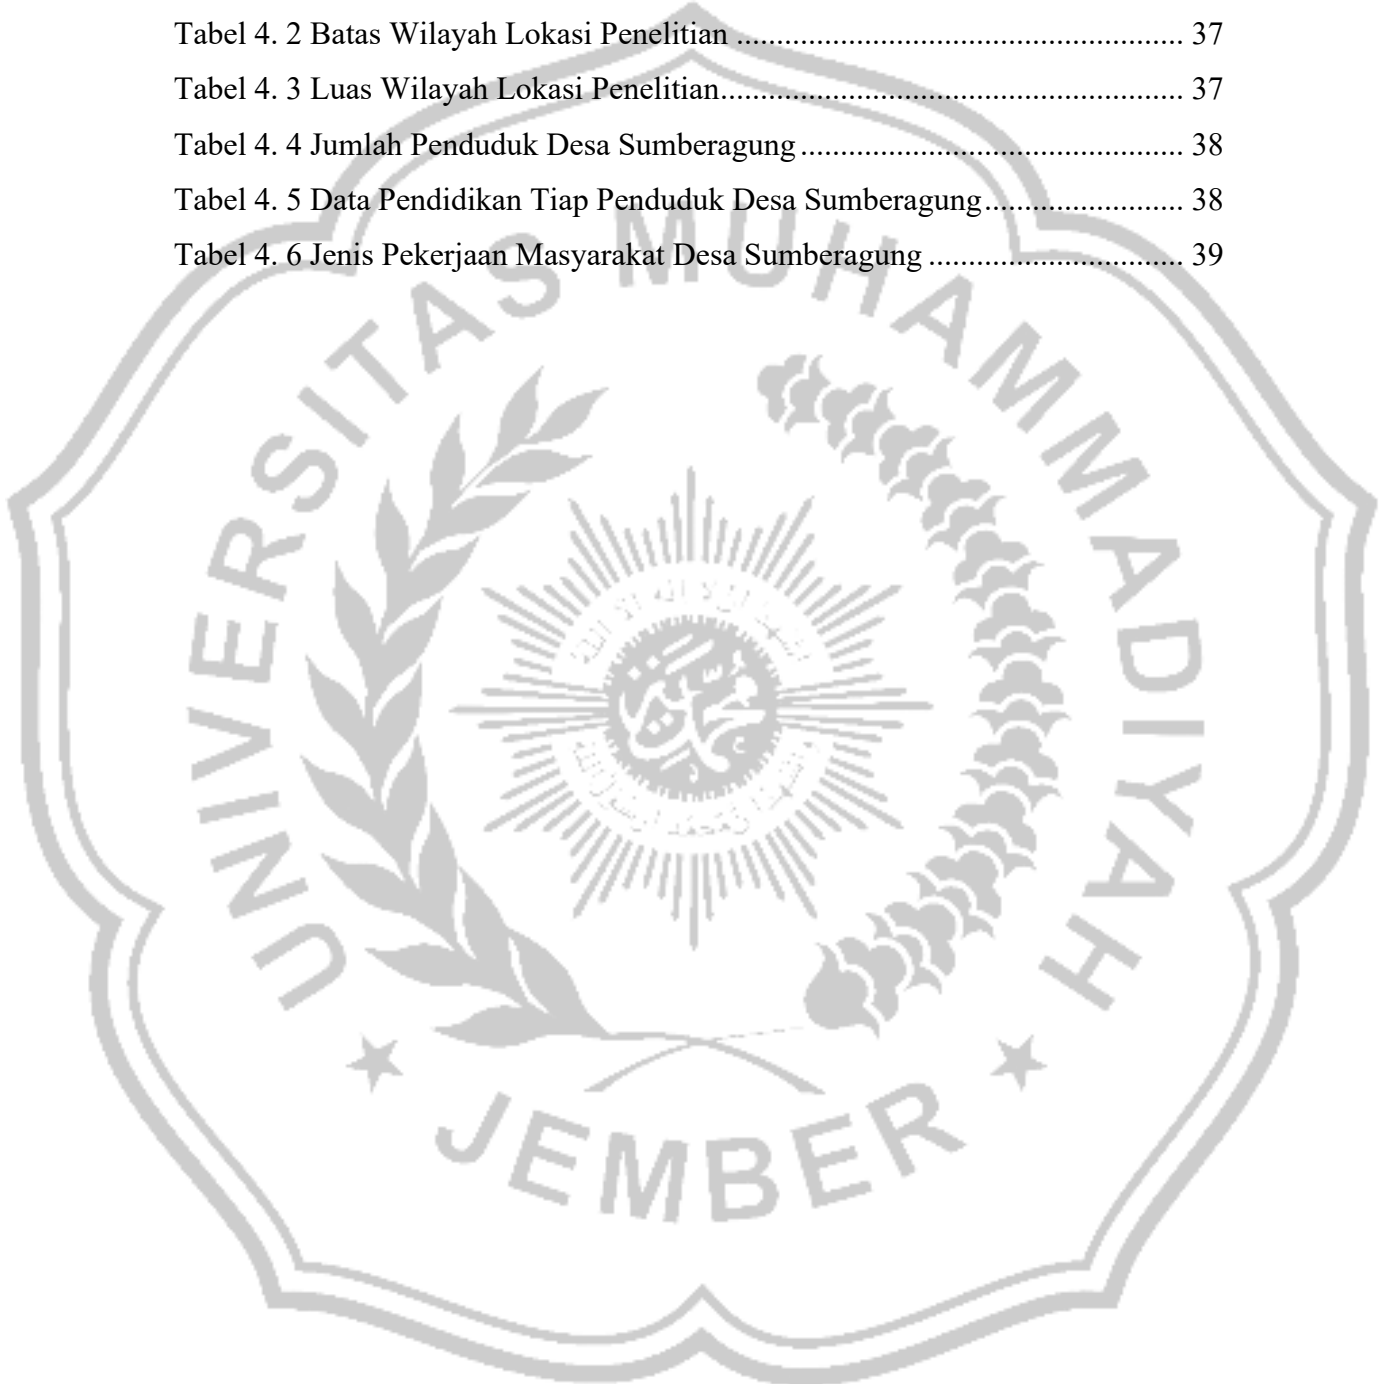 Tabel 4. 2 Batas Wilayah Lokasi Penelitian ........................................................ 37
Tabel 4. 3 Luas Wilayah Lokasi Penelitian.......................................................... 37
Tabel 4. 4 Jumlah Penduduk Desa Sumberagung ................................................ 38
Tabel 4. 5 Data Pendidikan Tiap Penduduk Desa Sumberagung......................... 38
Tabel 4. 6 Jenis Pekerjaan Masyarakat Desa Sumberagung ................................ 39
UNIVERSITAS MUHAMMADIYAH
JEMBER